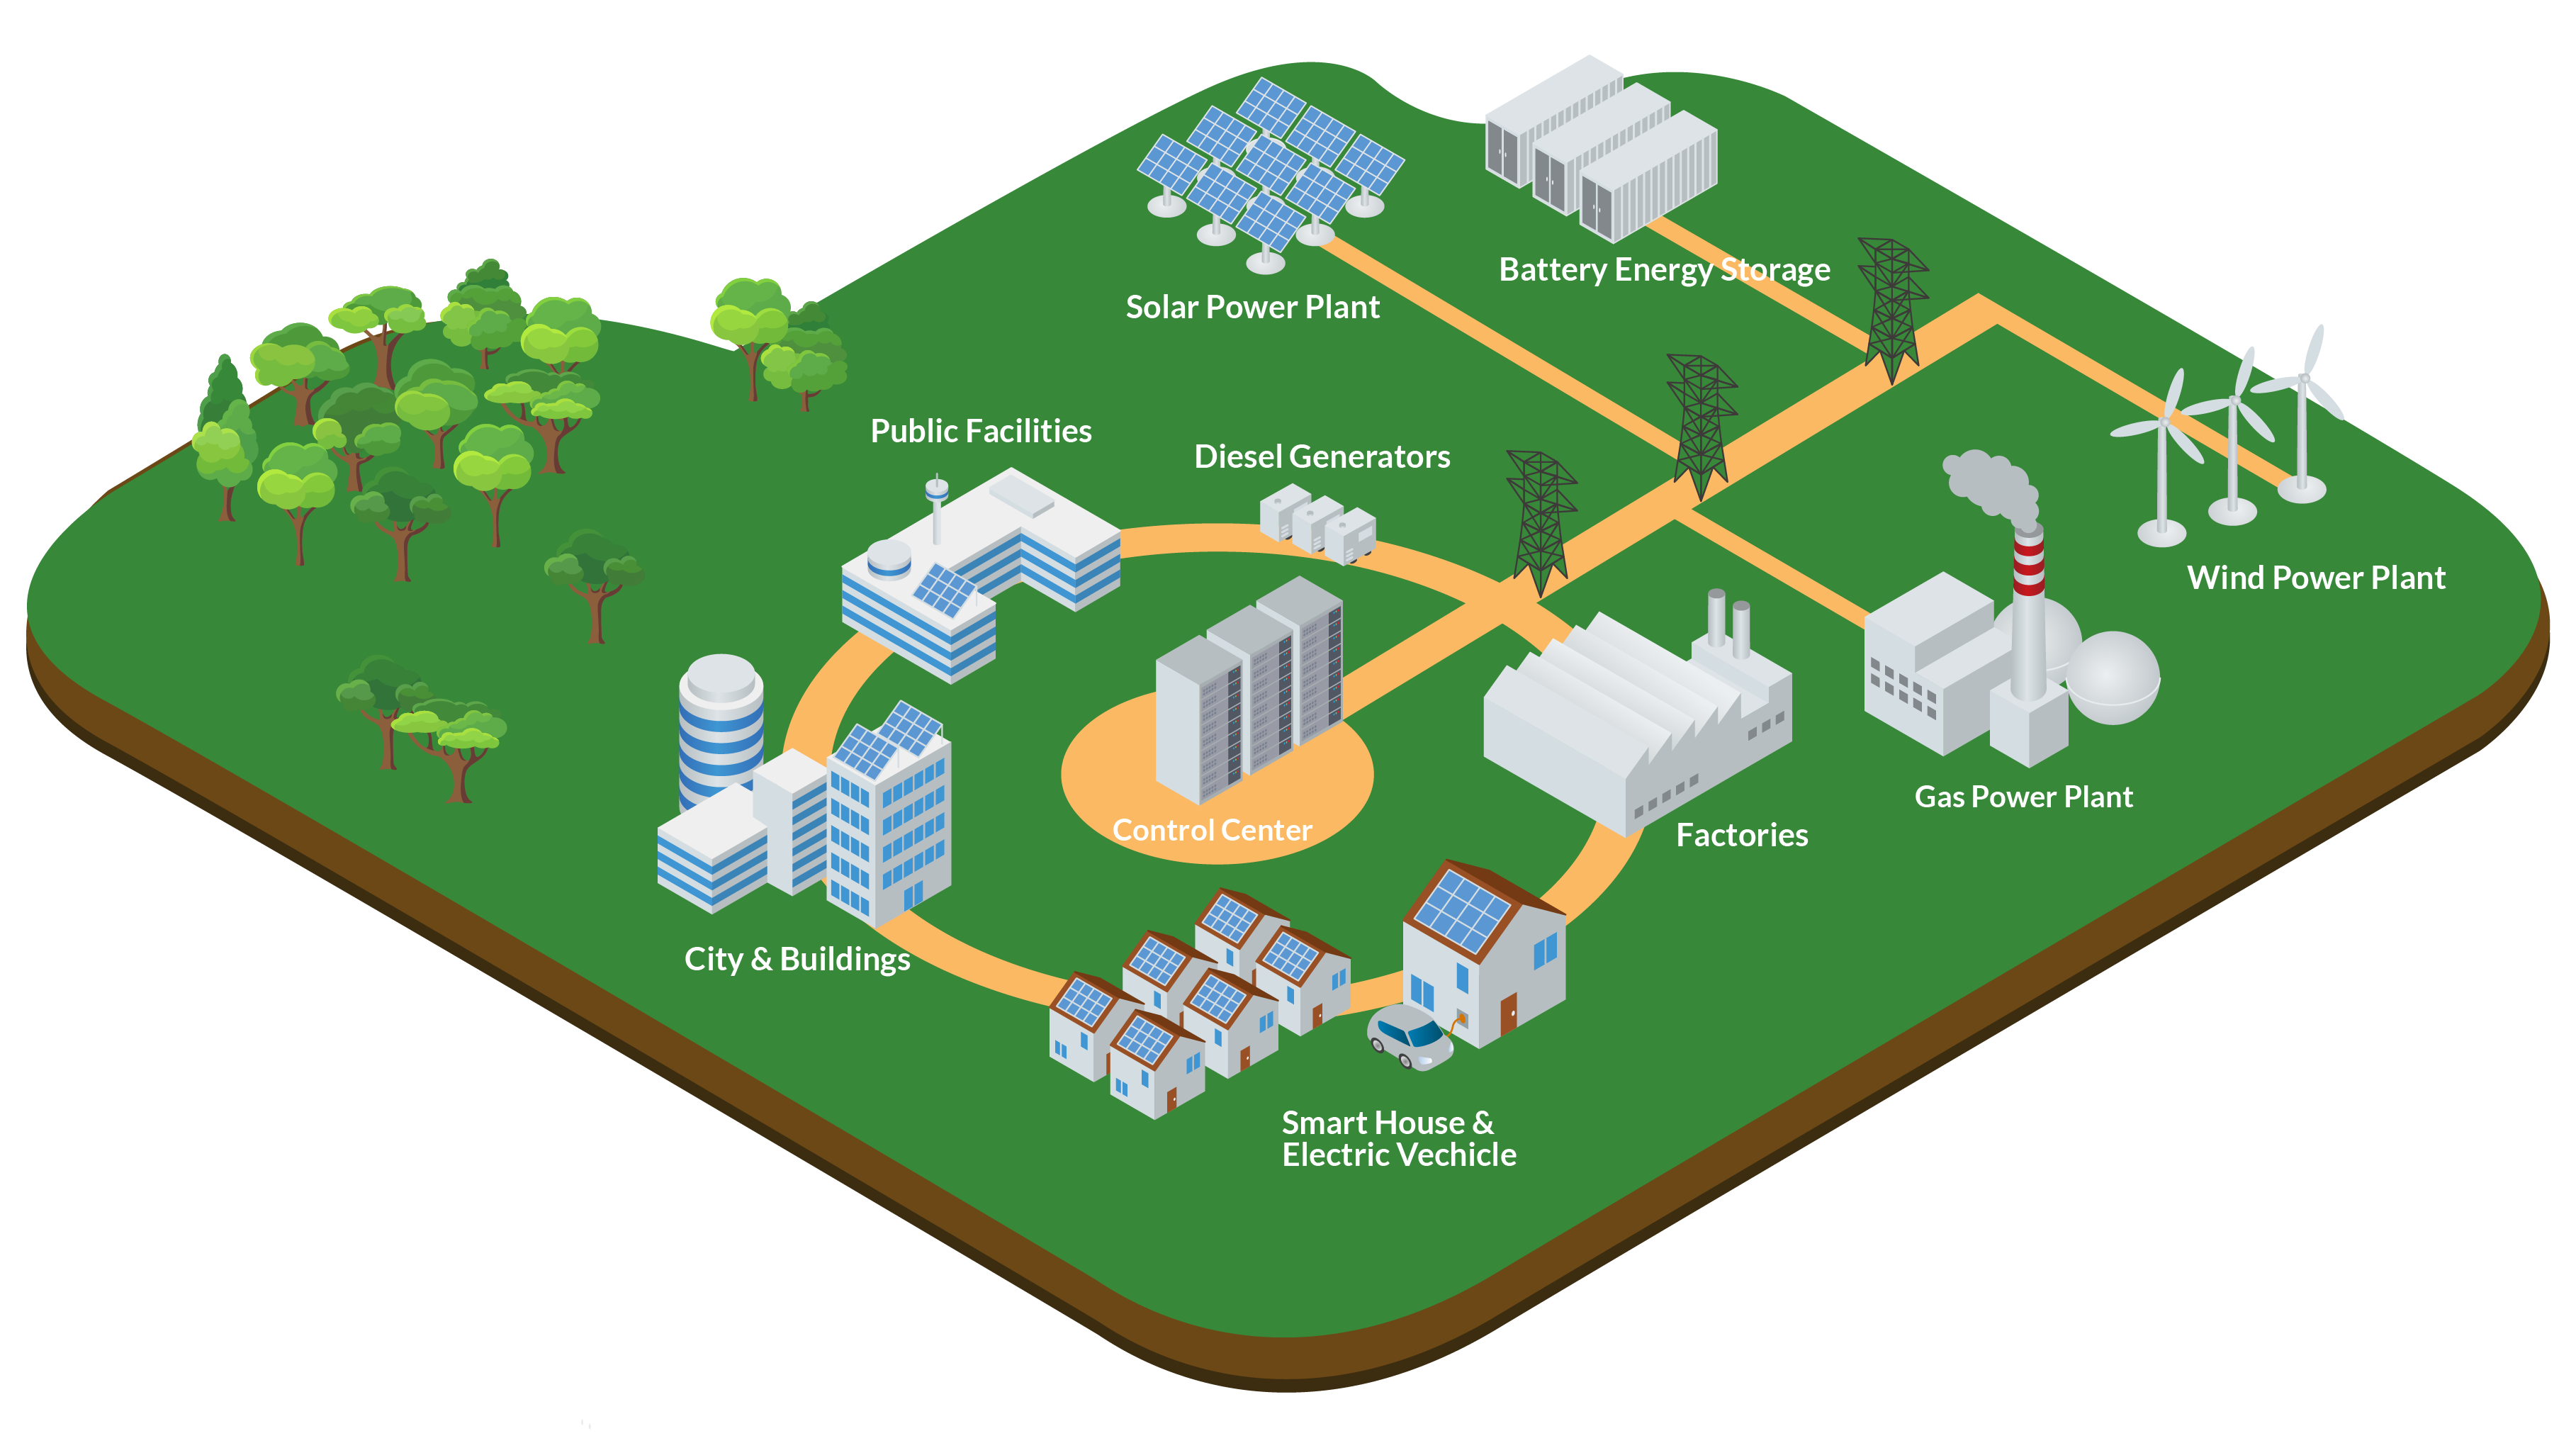 Battery Energy Storage
Solar Power Plant
Public Facilities
Diesel Generators
Wind Power Plant
Gas Power Plant
Control Center
Factories
City & Buildings
Smart House &
Electric Vechicle